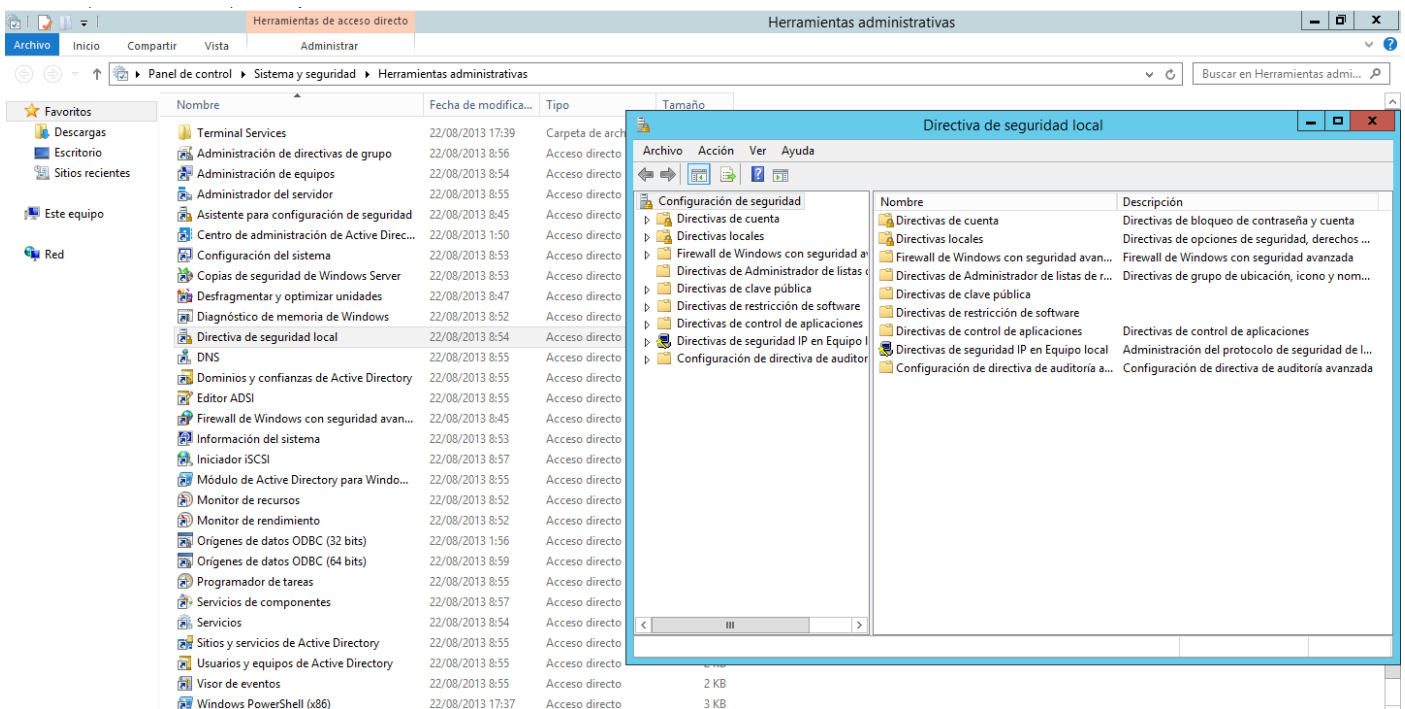 Herramientas de acceso directo
Herramientas administrativas
Archivo Inicio Compartir Vista Administrar
Panel de control Sistema y seguridad Herramientas administrativas
Buscar en Herramientas admi...
Favoritos
Descargas
Escritorio
Sitios recientes
Este equipo
Red
Nombre Fecha de modifica... Tipo Tamaño
Terminal Services 22/08/2013 17:39 Carpeta de arch
Administración de directivas de grupo 22/08/2013 8:56 Acceso directo
Administración de equipos 22/08/2013 8:54 Acceso directo
Administrador del servidor 22/08/2013 8:55 Acceso directo
Asistente para configuración de seguridad 22/08/2013 8:45 Acceso directo
Centro de administración de Active Direc... 22/08/2013 1:50 Acceso directo
Configuración del sistema 22/08/2013 8:53 Acceso directo
Copias de seguridad de Windows Server 22/08/2013 8:53 Acceso directo
Desfragmentar y optimizar unidades 22/08/2013 8:47 Acceso directo
Diagnóstico de memoria de Windows 22/08/2013 8:52 Acceso directo
Directiva de seguridad local 22/08/2013 8:54 Acceso directo
DNS 22/08/2013 8:55 Acceso directo
Dominios y confianzas de Active Directory 22/08/2013 8:55 Acceso directo
Editor ADSI 22/08/2013 8:55 Acceso directo
Firewall de Windows con seguridad avan... 22/08/2013 8:45 Acceso directo
Información del sistema 22/08/2013 8:53 Acceso directo
Iniciador iSCSI 22/08/2013 8:57 Acceso directo
Módulo de Active Directory para Windo... 22/08/2013 8:55 Acceso directo
Monitor de recursos 22/08/2013 8:52 Acceso directo
Monitor de rendimiento 22/08/2013 8:52 Acceso directo
Orígenes de datos ODBC (32 bits) 22/08/2013 1:56 Acceso directo
Orígenes de datos ODBC (64 bits) 22/08/2013 8:59 Acceso directo
Programador de tareas 22/08/2013 8:55 Acceso directo
Servicios de componentes 22/08/2013 8:57 Acceso directo
Servicios 22/08/2013 8:54 Acceso directo
Sitios y servicios de Active Directory 22/08/2013 8:55 Acceso directo
Usuarios y equipos de Active Directory 22/08/2013 8:55 Acceso directo
Visor de eventos 22/08/2013 8:55 Acceso directo 2 KB
Windows PowerShell (x86) 22/08/2013 17:37 Acceso directo 3 KB
Directiva de seguridad local
Archivo Acción Ver Ayuda
Configuración de seguridad
Directivas de cuenta
Directivas locales
Firewall de Windows con seguridad av
Directivas de Administrador de listas d
Directivas de clave pública
Directivas de restricción de software
Directivas de control de aplicaciones
Directivas de seguridad IP en Equipo l
Configuración de directiva de auditor
Nombre Descripción
Directivas de cuenta Directivas de bloqueo de contraseña y cuenta
Directivas locales Directivas de opciones de seguridad, derechos ...
Firewall de Windows con seguridad avan... Firewall de Windows con seguridad avanzada
Directivas de Administrador de listas de r... Directivas de grupo de ubicación, icono y nom...
Directivas de clave pública
Directivas de restricción de software
Directivas de control de aplicaciones Directivas de control de aplicaciones
Directivas de seguridad IP en Equipo local Administración del protocolo de seguridad de l...
Configuración de directiva de auditoría a... Configuración de directiva de auditoría avanzada